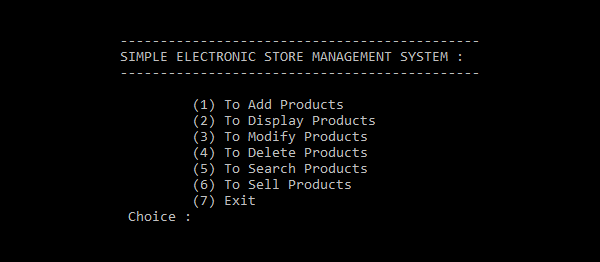 ---------------------------------------------
SIMPLE ELECTRONIC STORE MANAGEMENT SYSTEM :
---------------------------------------------
(1) To Add Products
(2) To Display Products
(3) To Modify Products
(4) To Delete Products
(5) To Search Products
(6) To Sell Products
(7) Exit
Choice :